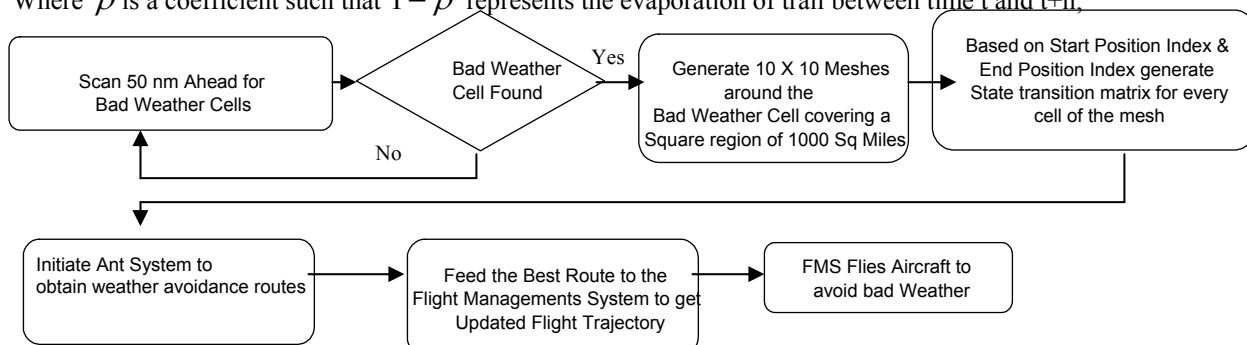 Where ρ is a coefficient such that 1 − ρ represents the evaporation of trail between time t and t+n,
Scan 50 nm Ahead for
Bad Weather Cells
Bad Weather
Cell Found
Yes
No
Generate 10 X 10 Meshes
around the
Bad Weather Cell covering a
Square region of 1000 Sq Miles
Based on Start Position Index &
End Position Index generate
State transition matrix for every
cell of the mesh
Initiate Ant System to
obtain weather avoidance routes
Feed the Best Route to the
Flight Managements System to get
Updated Flight Trajectory
FMS Flies Aircraft to
avoid bad Weather